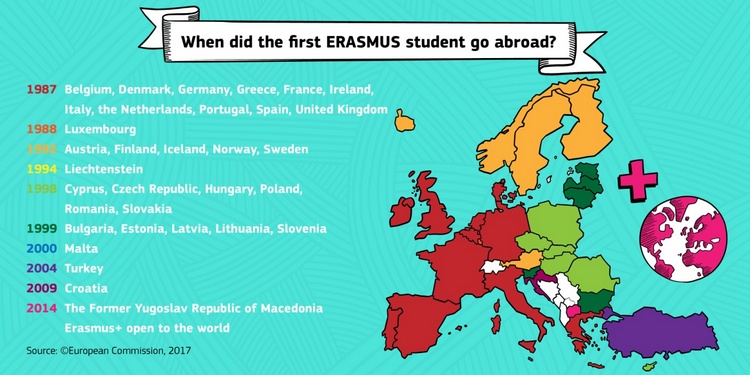 When did the first ERASMUS student go abroad?
1987 Belgium, Denmark, Germany, Greece, France, Ireland,
Italy, the Netherlands, Portugal, Spain, United Kingdom
1988 Luxembourg
1992 Austria, Finland, Iceland, Norway, Sweden
1994 Liechtenstein
1998 Cyprus, Czech Republic, Hungary, Poland,
Romania, Slovakia
1999 Bulgaria, Estonia, Latvia, Lithuania, Slovenia
2000 Malta
2004 Turkey
2009 Croatia
2014 The Former Yugoslav Republic of Macedonia
Erasmus+ open to the world
Source: ©European Commission, 2017